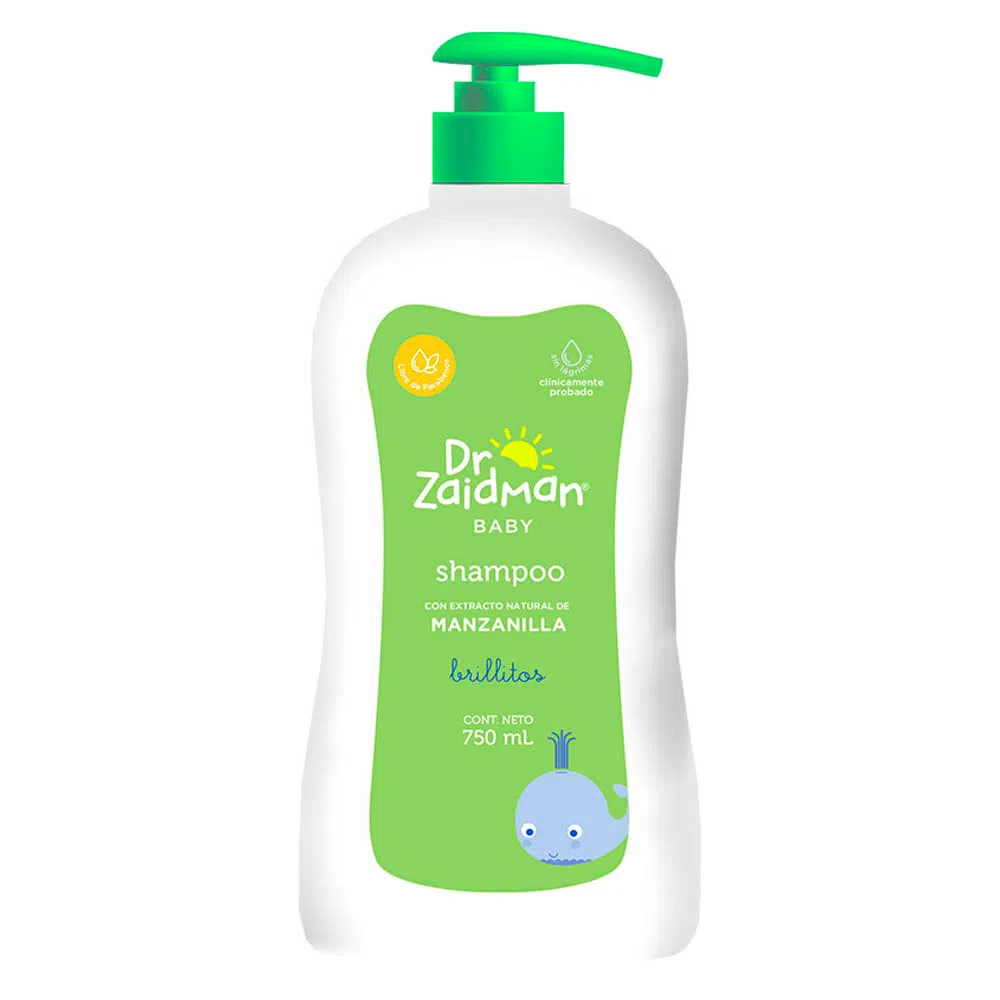 Libre de Parabenos
sin lágrimas
clínicamente
probado
Dr
Zaidman®
BABY
shampoo
CON EXTRACTO NATURAL DE
MANZANILLA
brillitos
CONT. NETO
750 mL